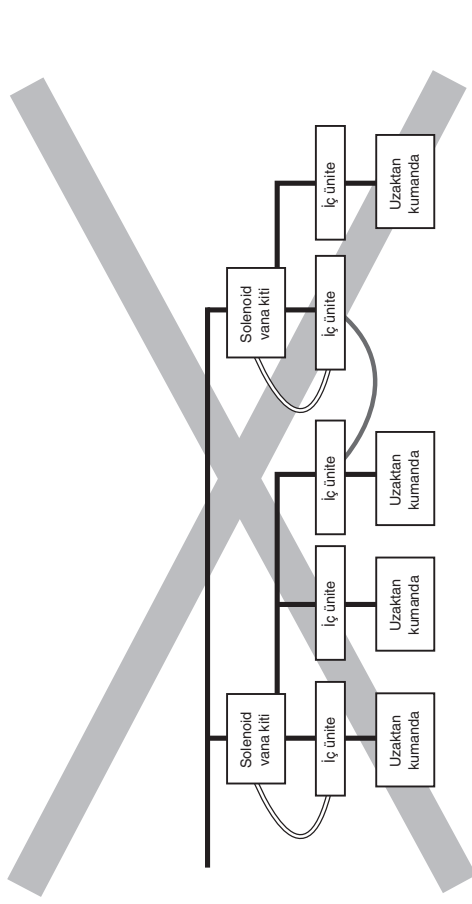 Solenoid
vana kiti
Solenoid
vana kiti
İç ünite
İç ünite
İç ünite
İç ünite
İç ünite
Uzaktan
kumanda
Uzaktan
kumanda
Uzaktan
kumanda
Uzaktan
kumanda